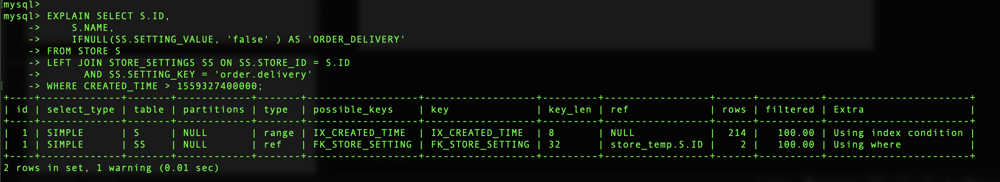 [mysql>
mysql> EXPLAIN SELECT S.ID,
    ->     S.NAME,
    ->     IFNULL(SS.SETTING_VALUE, 'false' ) AS 'ORDER_DELIVERY'
    -> FROM STORE S
    -> LEFT JOIN STORE_SETTINGS SS ON SS.STORE_ID = S.ID
    ->       AND SS.SETTING_KEY = 'order.delivery'
[    -> WHERE CREATED_TIME > 1559327400000;
+----+-------------+-------+------------+-------+------------------+------------------+---------+-----------------+------+----------+-----------------------+
| id | select_type | table | partitions | type  | possible_keys    | key              | key_len | ref             | rows | filtered | Extra                 |
+----+-------------+-------+------------+-------+------------------+------------------+---------+-----------------+------+----------+-----------------------+
|  1 | SIMPLE      | S     | NULL       | range | IX_CREATED_TIME  | IX_CREATED_TIME  | 8       | NULL            |  214 |   100.00 | Using index condition |
|  1 | SIMPLE      | SS    | NULL       | ref   | FK_STORE_SETTING | FK_STORE_SETTING | 32      | store_temp.S.ID |    2 |   100.00 | Using where           |
+----+-------------+-------+------------+-------+------------------+------------------+---------+-----------------+------+----------+-----------------------+
2 rows in set, 1 warning (0.01 sec)